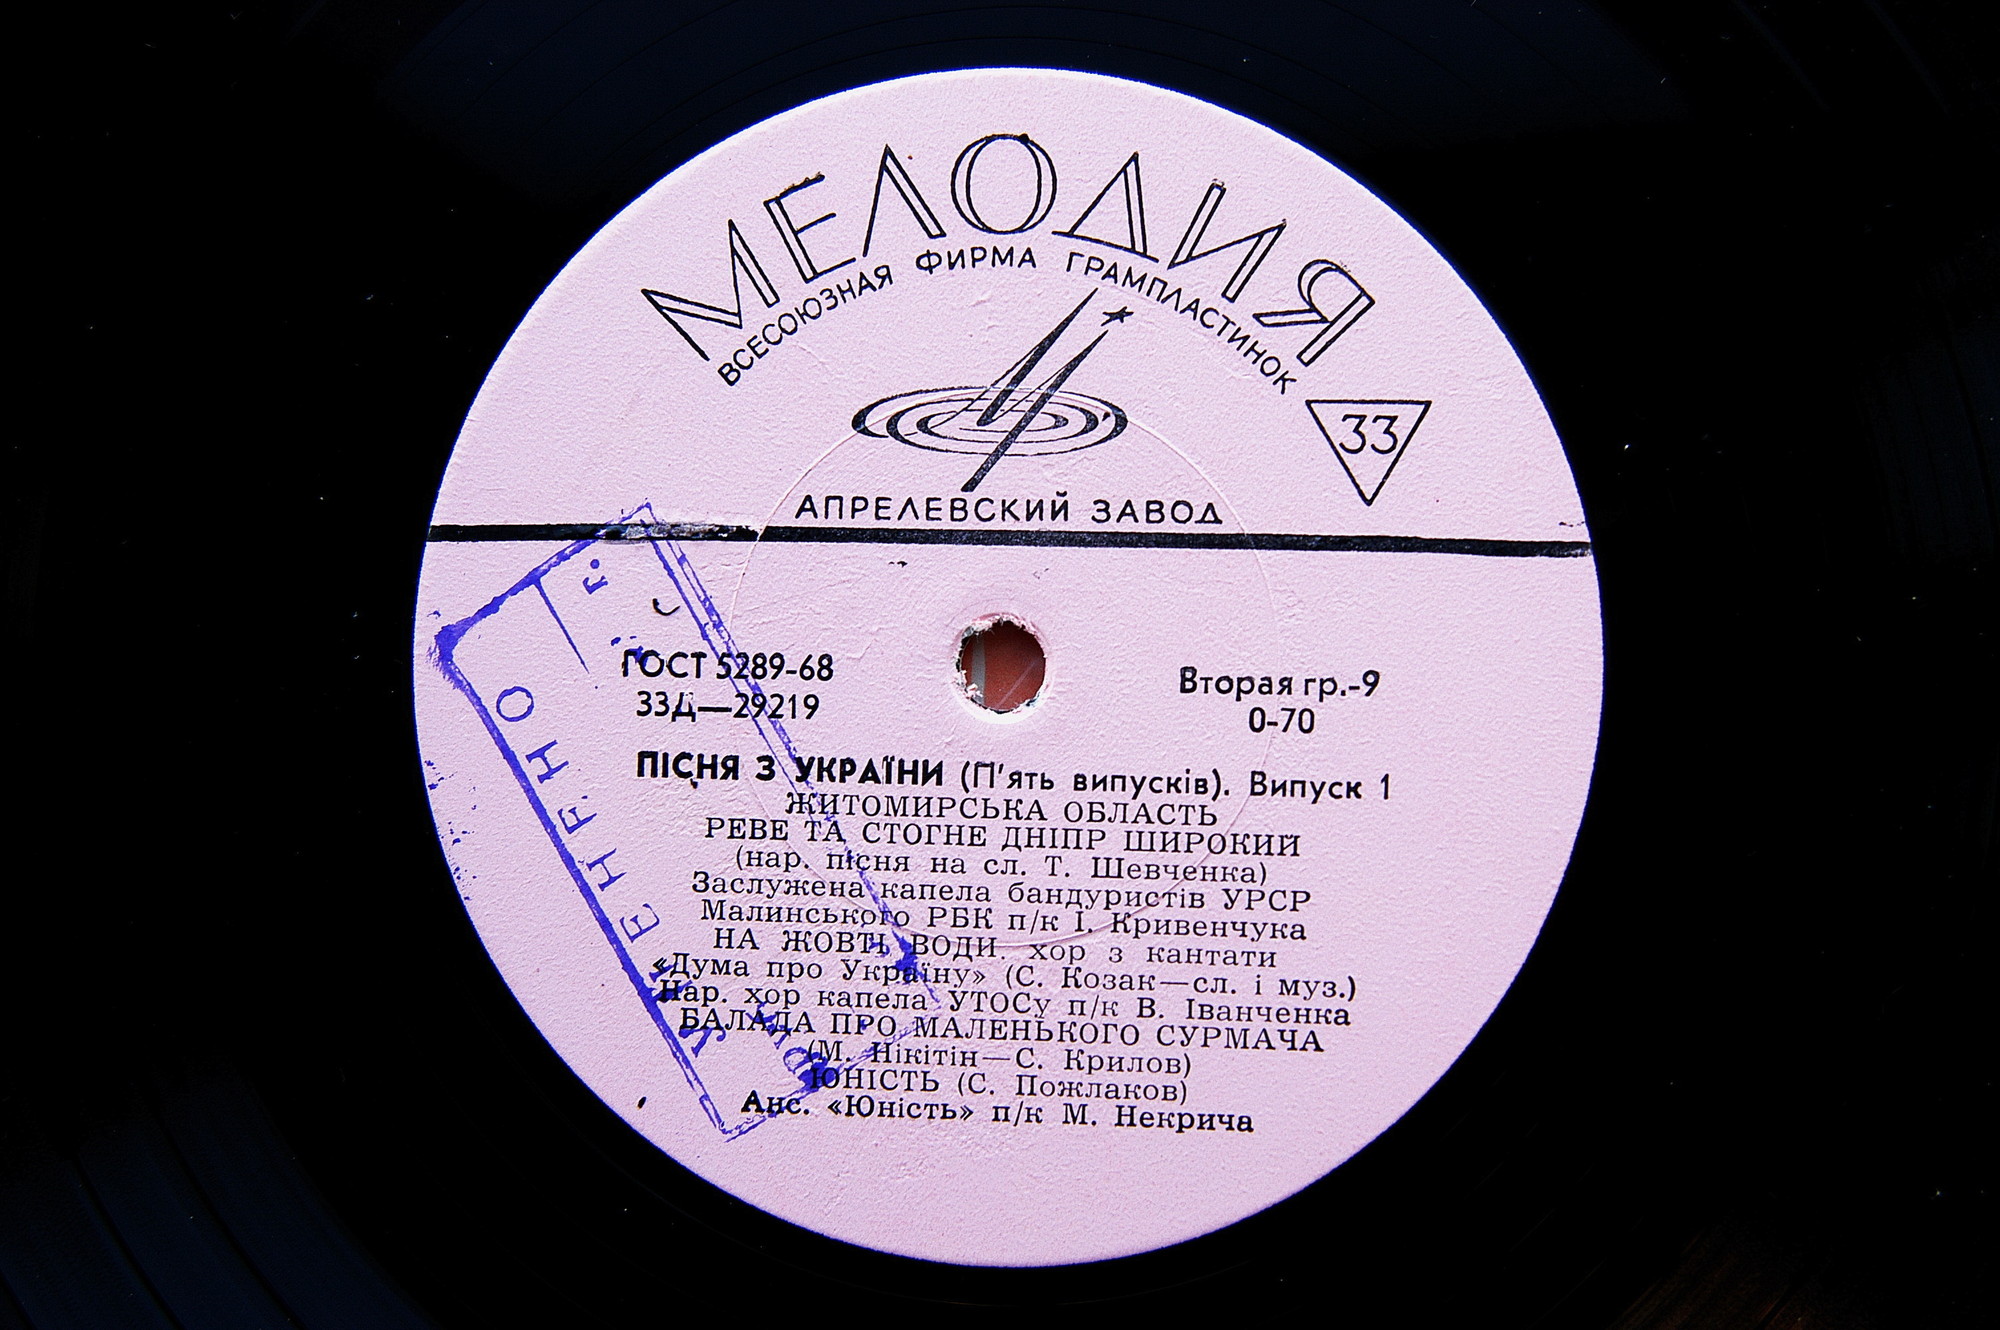 МЕЛОДИЯ
ВСЕСОЮЗНАЯ ФИРМА ГРАМПЛАСТИНОК
33
АПРЕЛЕВСКИЙ ЗАВОД
ГОСТ 5289-68
33Д—29219
Вторая гр.-9
0-70
ПІСНЯ З УКРАЇНИ (П'ять випусків). Випуск 1
ЖИТОМИРСЬКА ОБЛАСТЬ
РЕВЕ ТА СТОГНЕ ДНІПР ШИРОКИЙ
(нар. пісня на сл. Т. Шевченка)
Заслужена капела бандуристів УРСР
Малинського РБК п/к І. Кривенчука
НА ЖОВТІ ВОДИ. хор з кантати
«Дума про Україну» (С. Козак—сл. і муз.)
Нар. хор капела УТОСу п/к В. Іванченка
БАЛАДА ПРО МАЛЕНЬКОГО СУРМАЧА
(М. Нікітін—С. Крилов)
ЮНІСТЬ (С. Пожлаков)
Анс. «Юність» п/к М. Некрича
г.